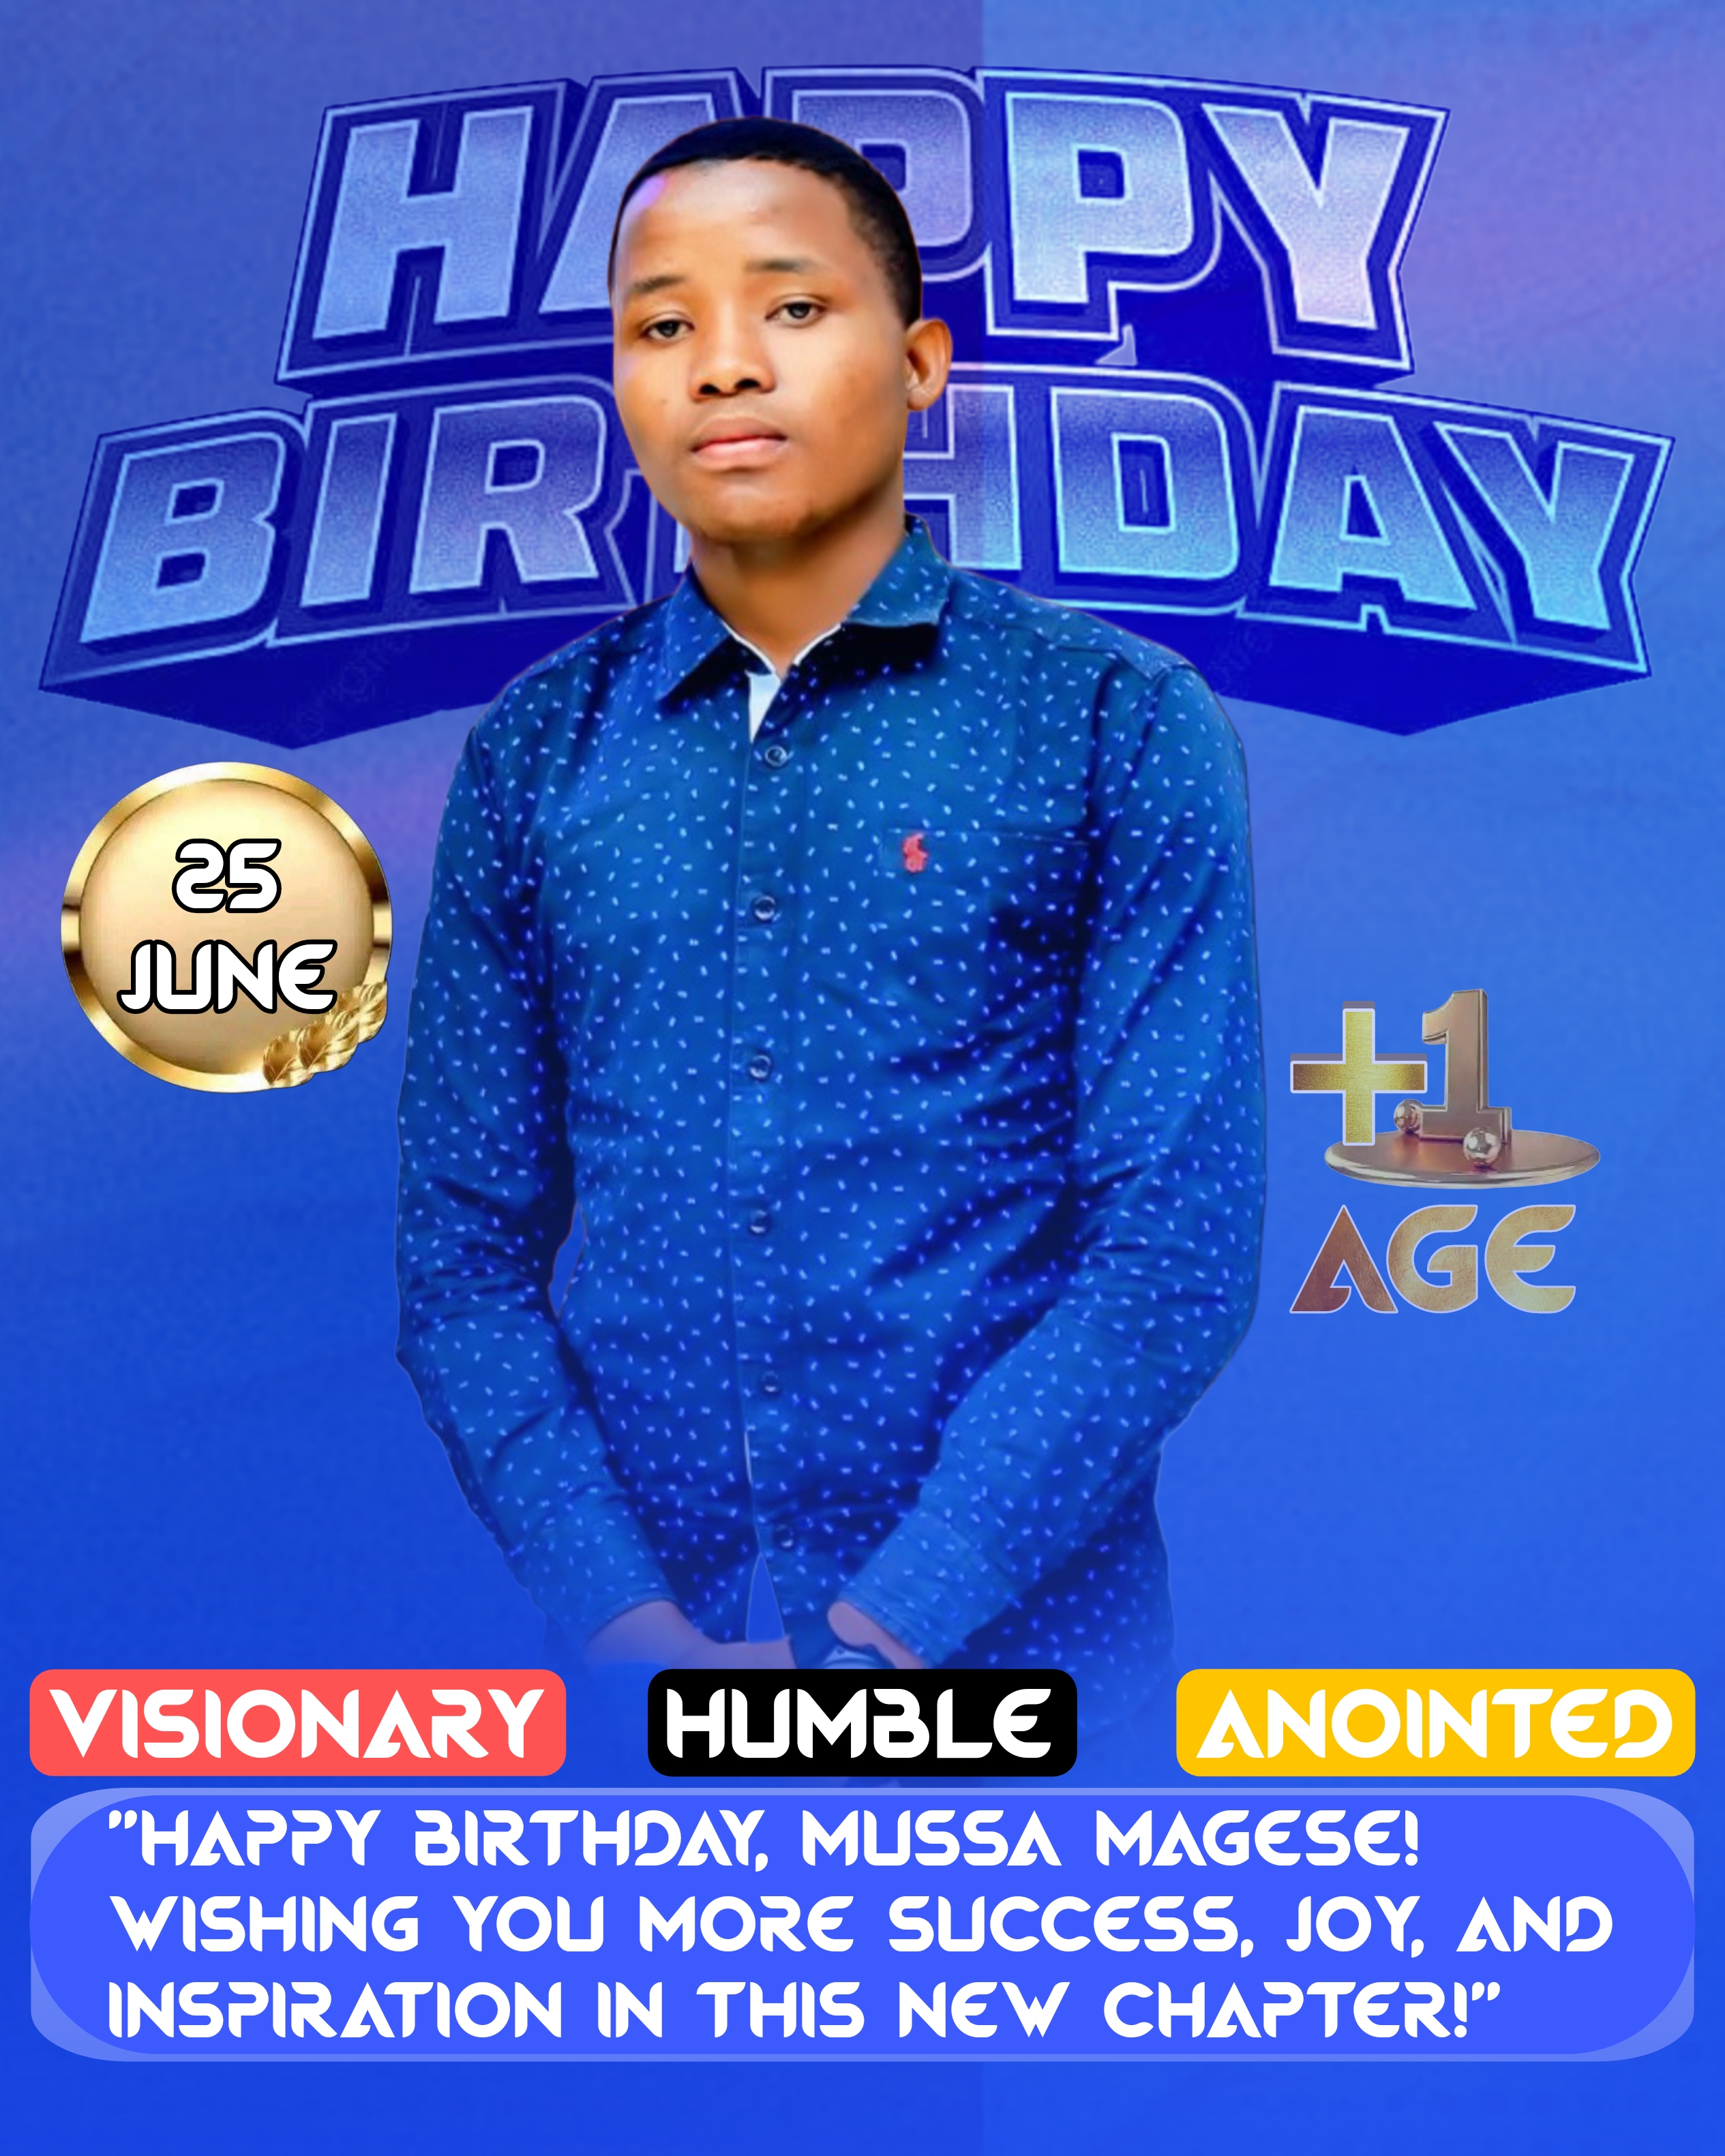 HAPPY
BIRTHDAY
25
JUNE
+1
AGE
VISIONARY
HUMBLE
ANOINTED
"HAPPY BIRTHDAY, MUSSA MAGESE!
WISHING YOU MORE SUCCESS, JOY, AND
INSPIRATION IN THIS NEW CHAPTER!"